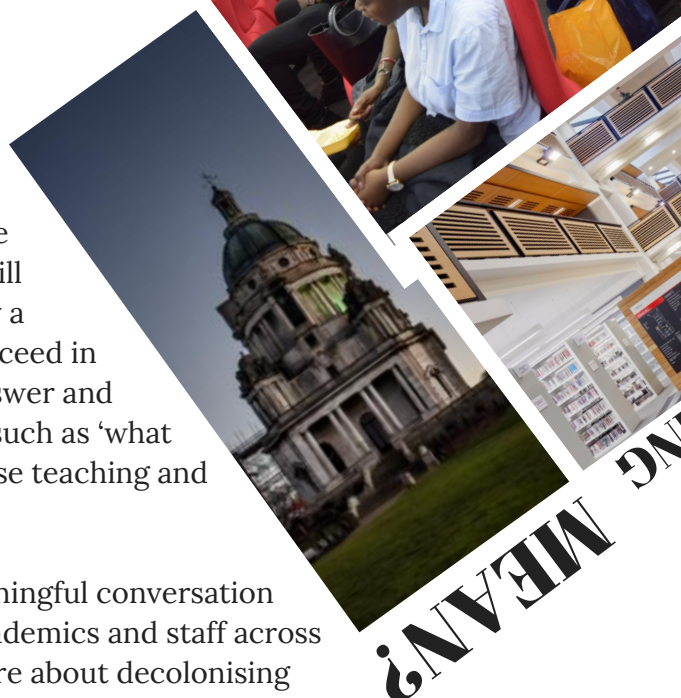 e
ill
a
ceed in
swer and
such as ‘what
se teaching and
ningful conversation
ademics and staff across
re about decolonising
NG
MEAN?